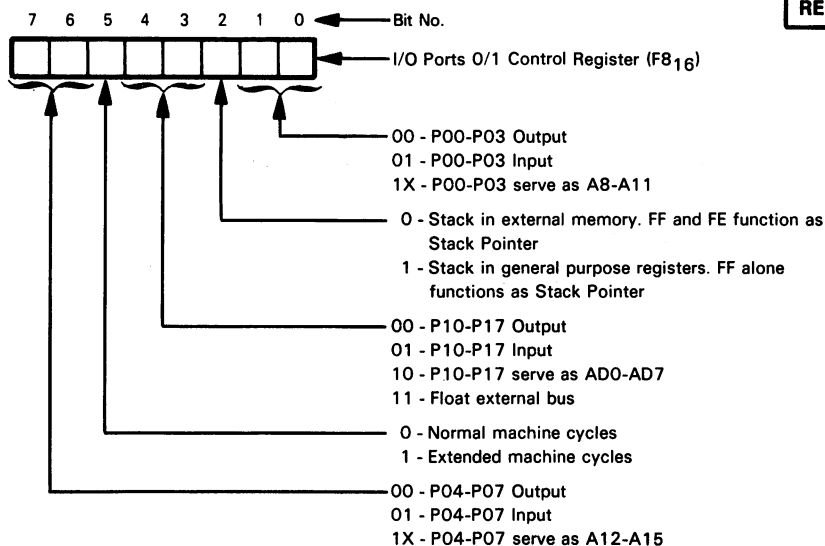 7 6 5 4 3 2 1 0 Bit No.
RE
I/O Ports 0/1 Control Register (F8₁₆)
00 - P00-P03 Output
01 - P00-P03 Input
1X - P00-P03 serve as A8-A11
0 - Stack in external memory. FF and FE function as
Stack Pointer
1 - Stack in general purpose registers. FF alone
functions as Stack Pointer
00 - P10-P17 Output
01 - P10-P17 Input
10 - P10-P17 serve as AD0-AD7
11 - Float external bus
0 - Normal machine cycles
1 - Extended machine cycles
00 - P04-P07 Output
01 - P04-P07 Input
1X - P04-P07 serve as A12-A15